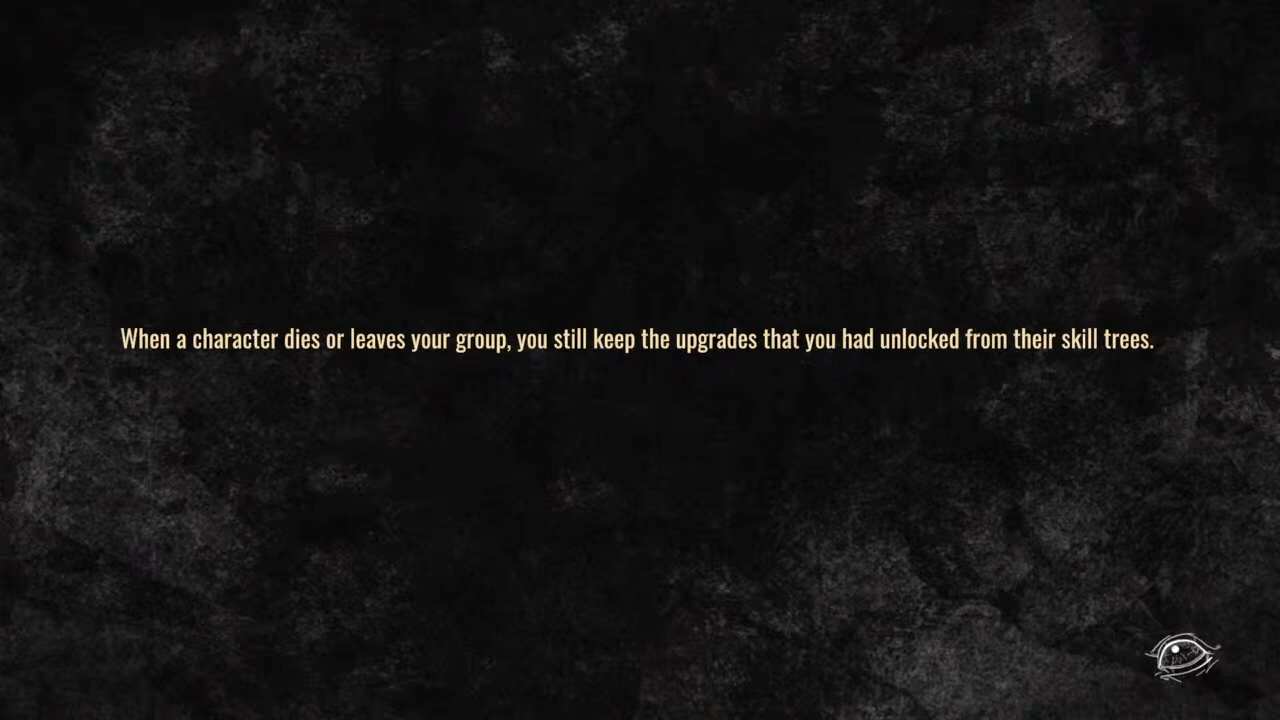 When a character dies or leaves your group, you still keep the upgrades that you had unlocked from their skill trees.